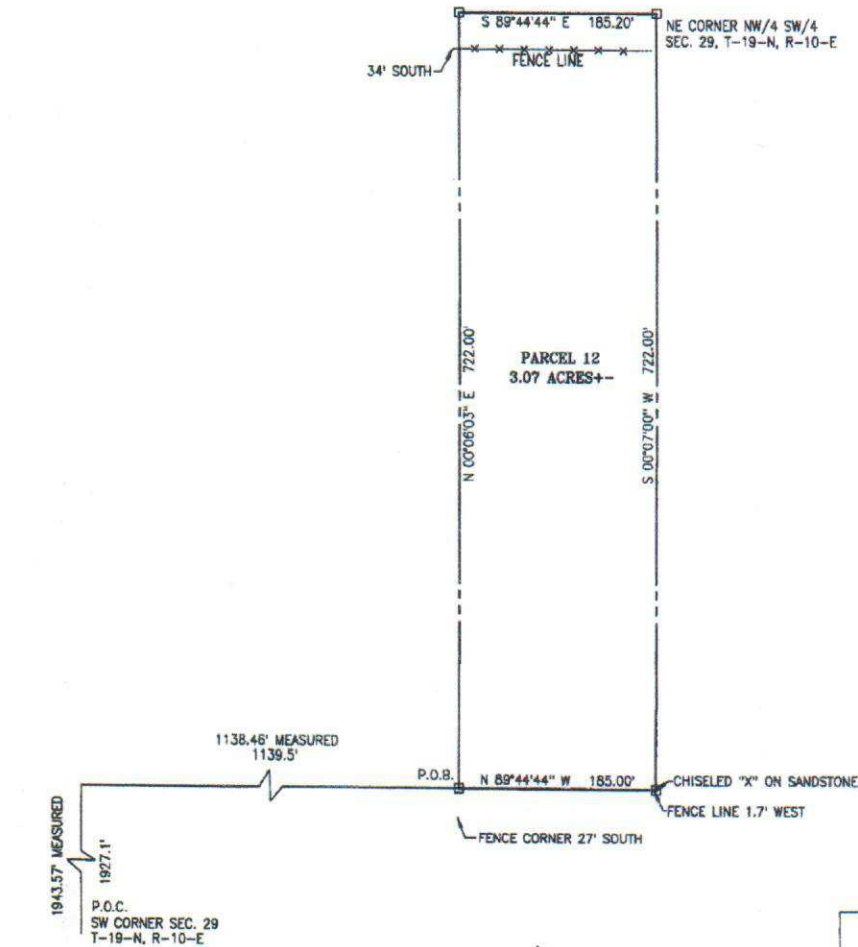 S 89°44'44" E 185.20'
NE CORNER NW/4 SW/4
SEC. 29, T-19-N, R-10-E
34' SOUTH
FENCE LINE
N 00°06'03" E 722.00'
PARCEL 12
3.07 ACRES+-
S 00°07'00" W 722.00'
1138.46' MEASURED
1139.5'
P.O.B.
N 89°44'44" W 185.00'
CHISELED "X" ON SANDSTONE
FENCE LINE 1.7' WEST
FENCE CORNER 27' SOUTH
1943.57' MEASURED
1927.1'
P.O.C.
SW CORNER SEC. 29
T-19-N, R-10-E